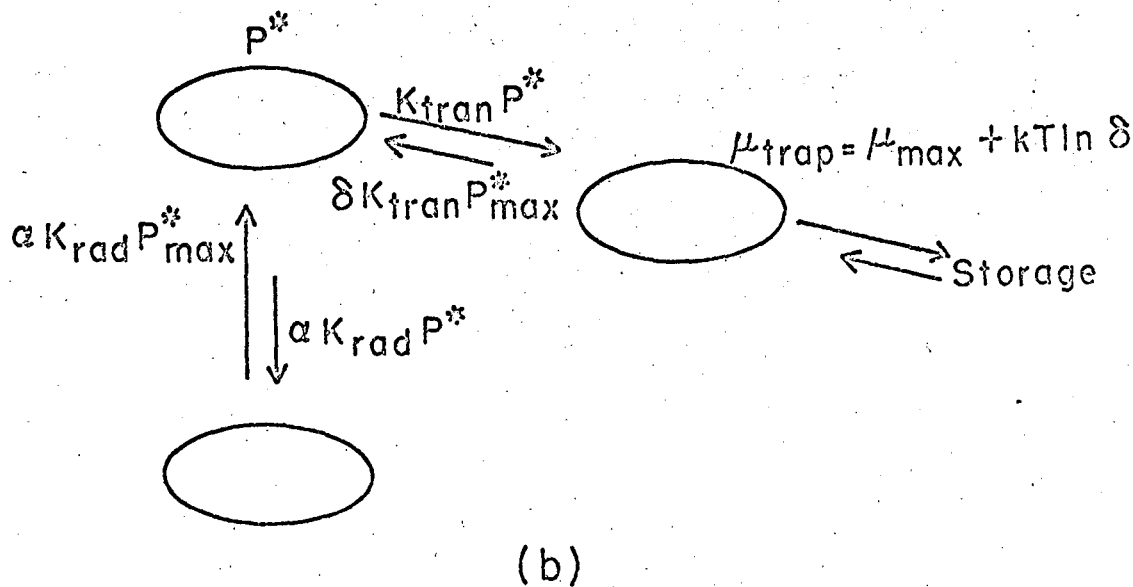 P*
K_tran P*
μ_trap = μ_max + kT ln δ
δ K_tran P*_max
α K_rad P*_max
Storage
α K_rad P*
(b)